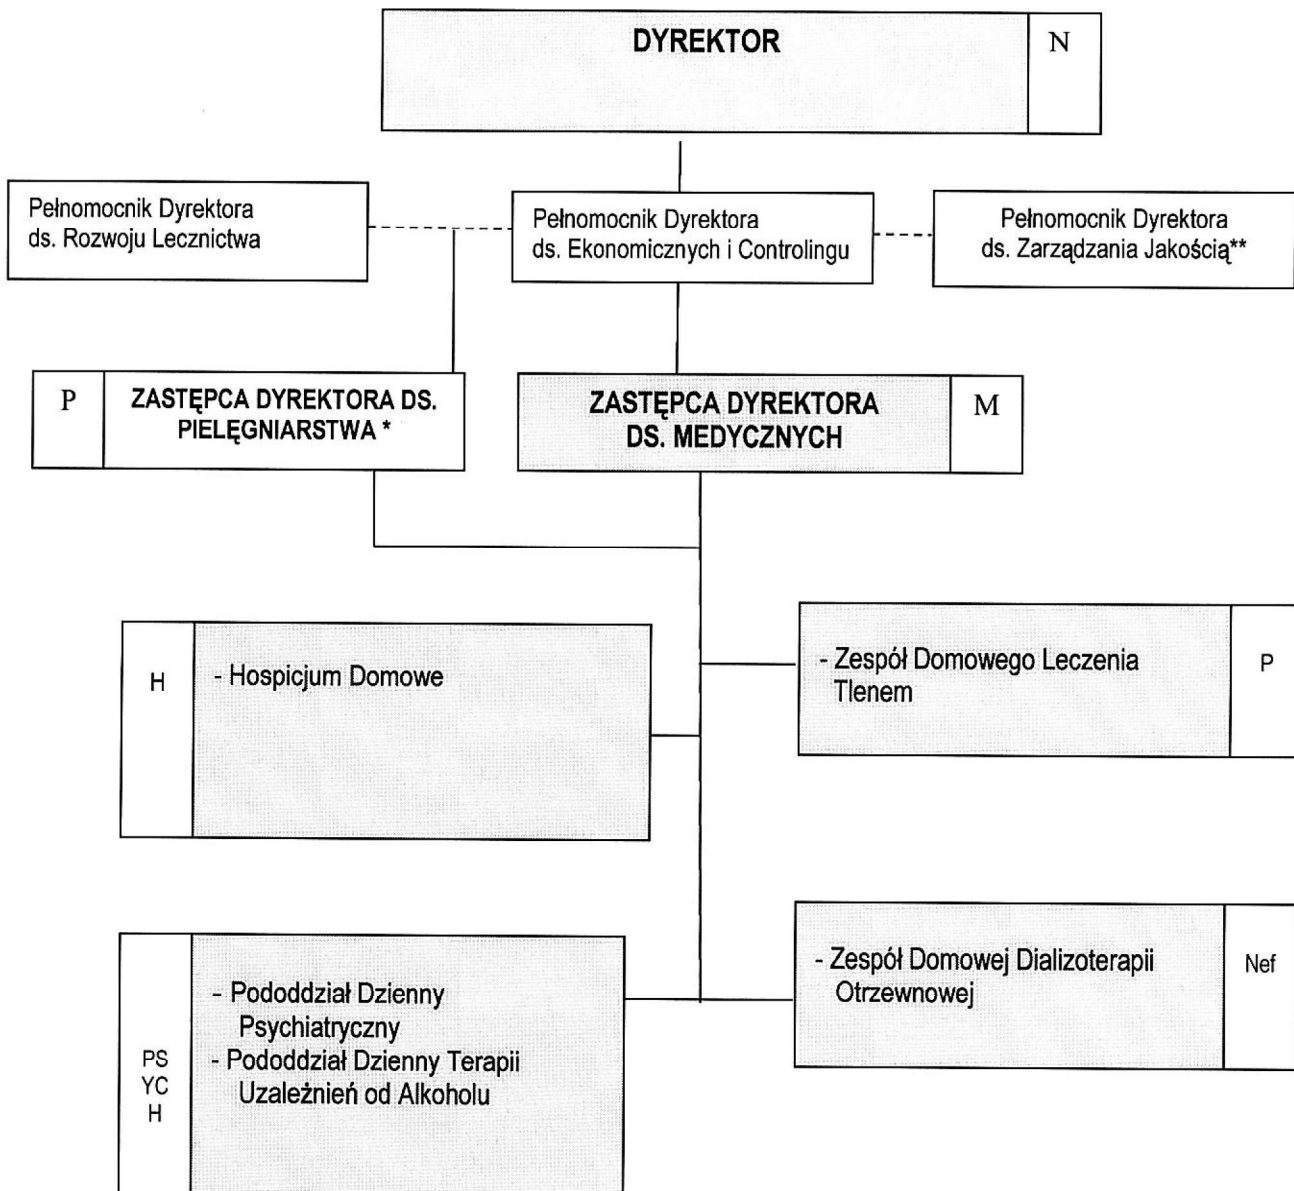 DYREKTOR
N
Pełnomocnik Dyrektora
ds. Rozwoju Lecznictwa
Pełnomocnik Dyrektora
ds. Ekonomicznych i Controlingu
Pełnomocnik Dyrektora
ds. Zarządzania Jakością**
P
ZASTĘPCA DYREKTORA DS.
PIELĘGNIARSTWA *
ZASTĘPCA DYREKTORA
DS. MEDYCZNYCH
M
H
- Hospicjum Domowe
- Zespół Domowego Leczenia
Tlenem
P
PS
YC
H
- Pododdział Dzienny
Psychiatryczny
- Pododdział Dzienny Terapii
Uzależnień od Alkoholu
- Zespół Domowej Dializoterapii
Otrzewnowej
Nef